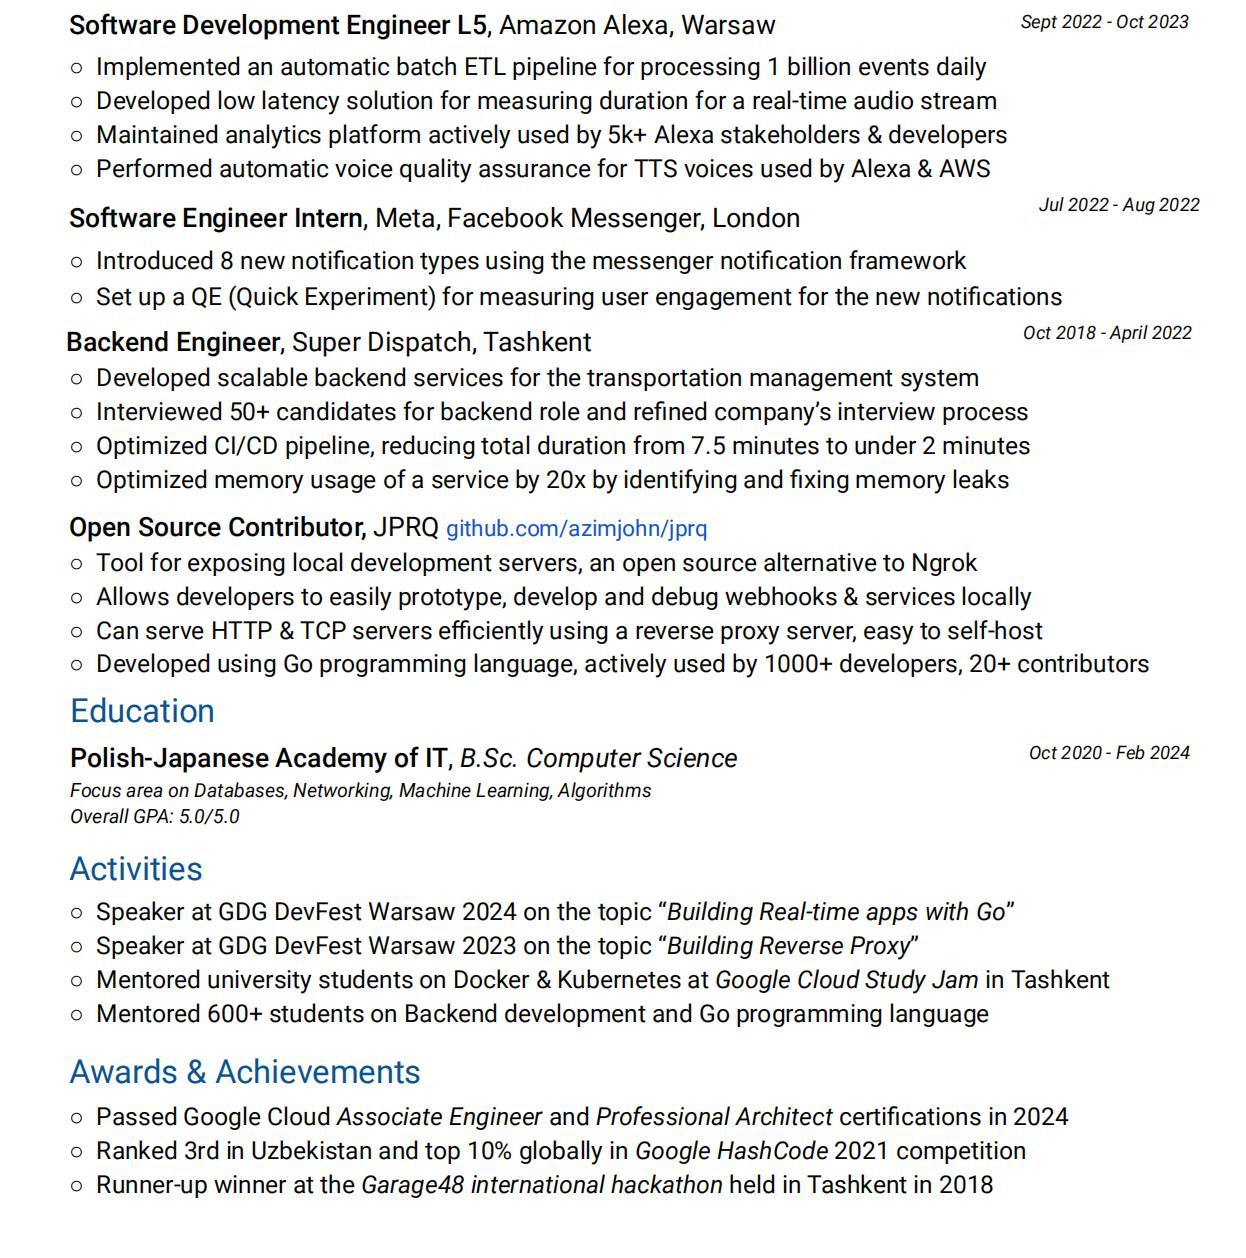 Software Development Engineer L5, Amazon Alexa, Warsaw Sept 2022 - Oct 2023
○ Implemented an automatic batch ETL pipeline for processing 1 billion events daily
○ Developed low latency solution for measuring duration for a real-time audio stream
○ Maintained analytics platform actively used by 5k+ Alexa stakeholders & developers
○ Performed automatic voice quality assurance for TTS voices used by Alexa & AWS
Software Engineer Intern, Meta, Facebook Messenger, London Jul 2022 - Aug 2022
○ Introduced 8 new notification types using the messenger notification framework
○ Set up a QE (Quick Experiment) for measuring user engagement for the new notifications
Backend Engineer, Super Dispatch, Tashkent Oct 2018 - April 2022
○ Developed scalable backend services for the transportation management system
○ Interviewed 50+ candidates for backend role and refined company’s interview process
○ Optimized CI/CD pipeline, reducing total duration from 7.5 minutes to under 2 minutes
○ Optimized memory usage of a service by 20x by identifying and fixing memory leaks
Open Source Contributor, JPRQ github.com/azimjohn/jprq
○ Tool for exposing local development servers, an open source alternative to Ngrok
○ Allows developers to easily prototype, develop and debug webhooks & services locally
○ Can serve HTTP & TCP servers efficiently using a reverse proxy server, easy to self-host
○ Developed using Go programming language, actively used by 1000+ developers, 20+ contributors
Education
Polish-Japanese Academy of IT, B.Sc. Computer Science Oct 2020 - Feb 2024
Focus area on Databases, Networking, Machine Learning, Algorithms
Overall GPA: 5.0/5.0
Activities
○ Speaker at GDG DevFest Warsaw 2024 on the topic “Building Real-time apps with Go”
○ Speaker at GDG DevFest Warsaw 2023 on the topic “Building Reverse Proxy”
○ Mentored university students on Docker & Kubernetes at Google Cloud Study Jam in Tashkent
○ Mentored 600+ students on Backend development and Go programming language
Awards & Achievements
○ Passed Google Cloud Associate Engineer and Professional Architect certifications in 2024
○ Ranked 3rd in Uzbekistan and top 10% globally in Google HashCode 2021 competition
○ Runner-up winner at the Garage48 international hackathon held in Tashkent in 2018